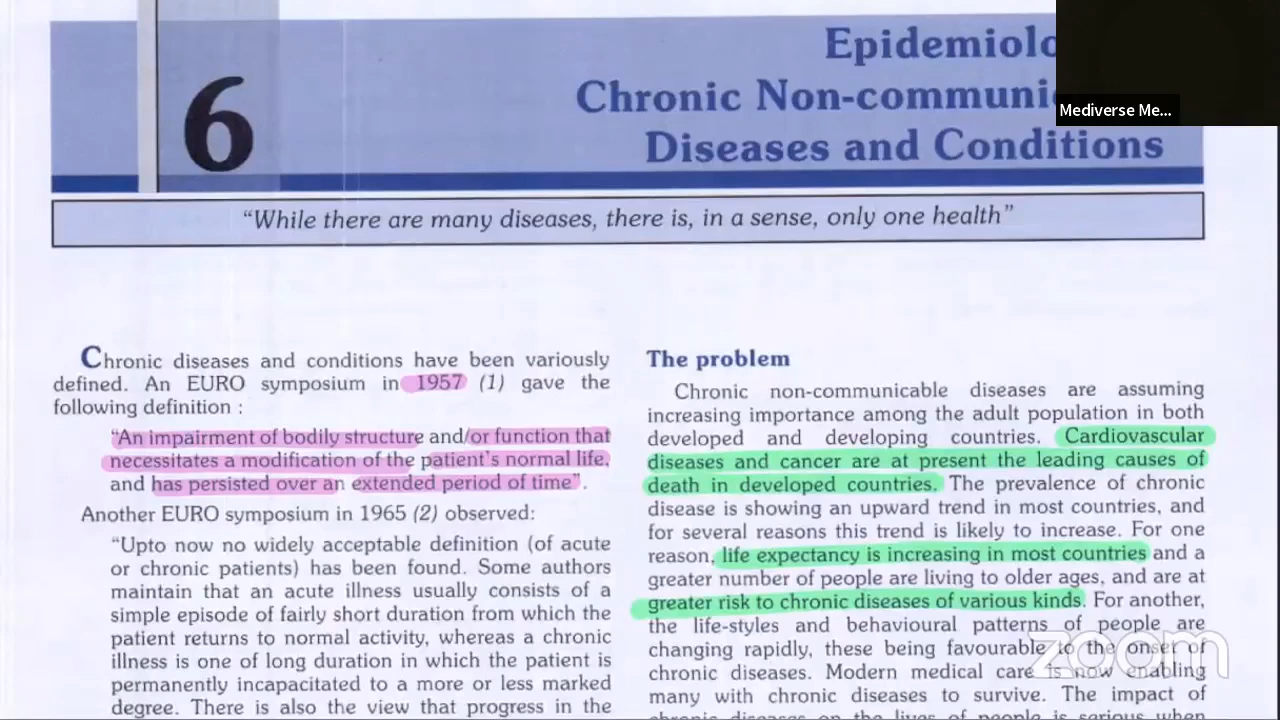 6
Epidemiolo
Chronic Non-communi
Diseases and Conditions
Mediverse Me...
“While there are many diseases, there is, in a sense, only one health”
Chronic diseases and conditions have been variously
defined. An EURO symposium in 1957 (1) gave the
following definition :
“An impairment of bodily structure and/or function that
necessitates a modification of the patient's normal life,
and has persisted over an extended period of time”.
Another EURO symposium in 1965 (2) observed:
“Upto now no widely acceptable definition (of acute
or chronic patients) has been found. Some authors
maintain that an acute illness usually consists of a
simple episode of fairly short duration from which the
patient returns to normal activity, whereas a chronic
illness is one of long duration in which the patient is
permanently incapacitated to a more or less marked
degree. There is also the view that progress in the
The problem
Chronic non-communicable diseases are assuming
increasing importance among the adult population in both
developed and developing countries. Cardiovascular
diseases and cancer are at present the leading causes of
death in developed countries. The prevalence of chronic
disease is showing an upward trend in most countries, and
for several reasons this trend is likely to increase. For one
reason, life expectancy is increasing in most countries and a
greater number of people are living to older ages, and are at
greater risk to chronic diseases of various kinds. For another,
the life-styles and behavioural patterns of people are
changing rapidly, these being favourable to the onset of
chronic diseases. Modern medical care is now enabling
many with chronic diseases to survive. The impact of
chronic diseases on the lives of people is serious when
zoom